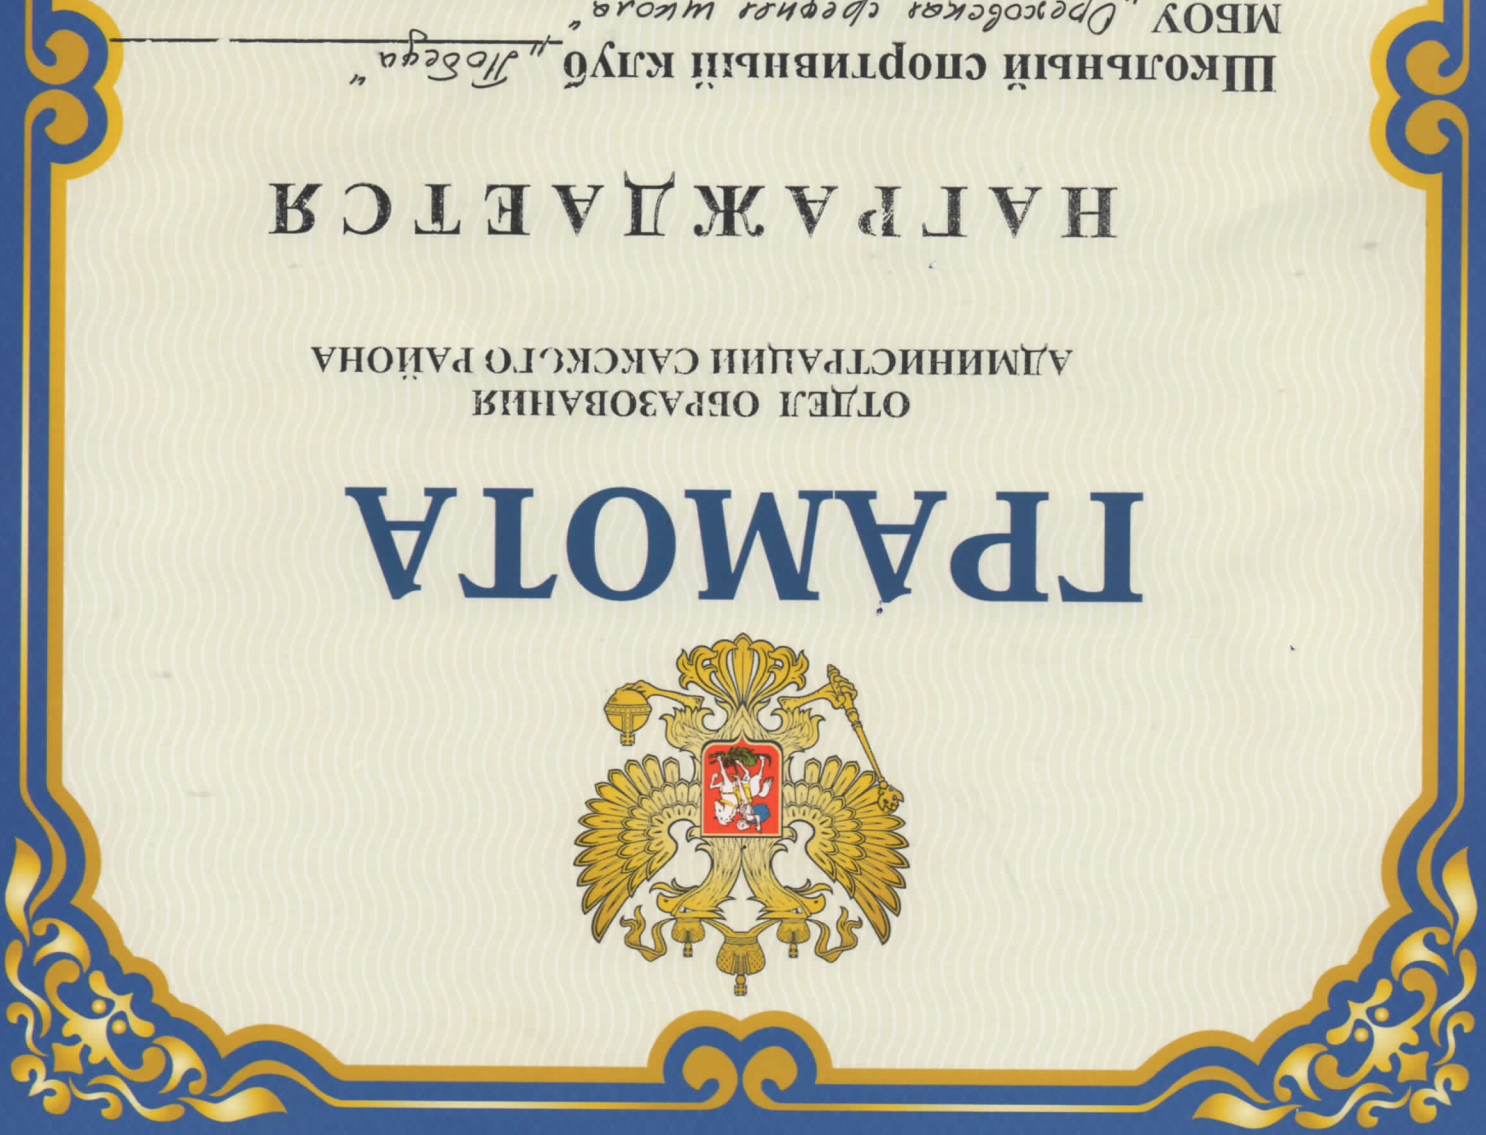 ГРАМОТА
ОТДЕЛ ОБРАЗОВАНИЯ
АДМИНИСТРАЦИИ САКСКОГО РАЙОНА
НАГРАЖДАЕТСЯ
Школьный спортивный клуб „Победа"
МБОУ „Ореховская средняя школа"